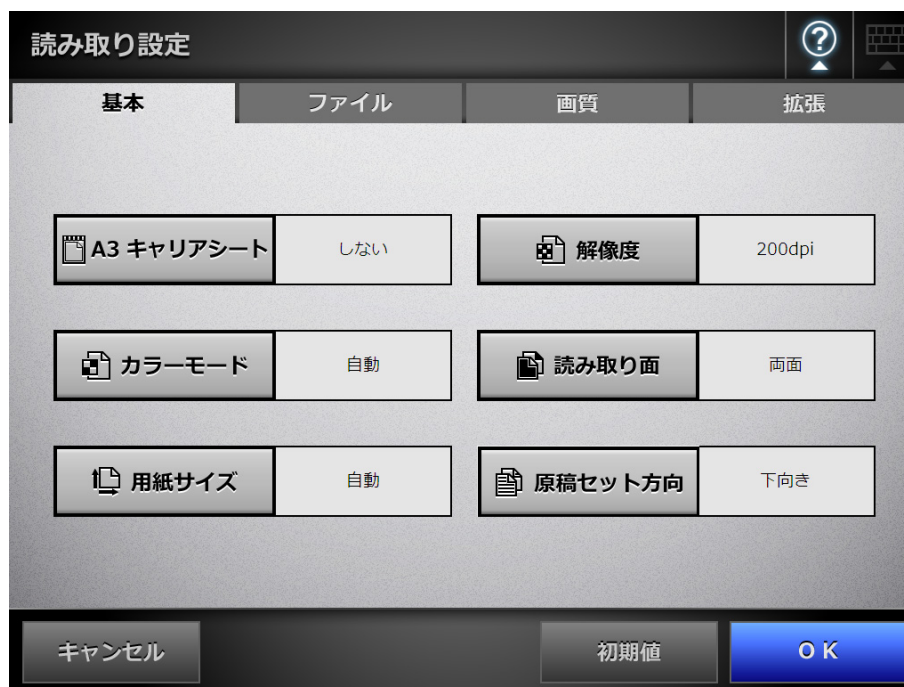 読み取り設定
?
基本 ファイル 画質 拡張
A3 キャリアシート しない 解像度 200dpi
カラーモード 自動 読み取り面 両面
用紙サイズ 自動 原稿セット方向 下向き
キャンセル 初期値 OK